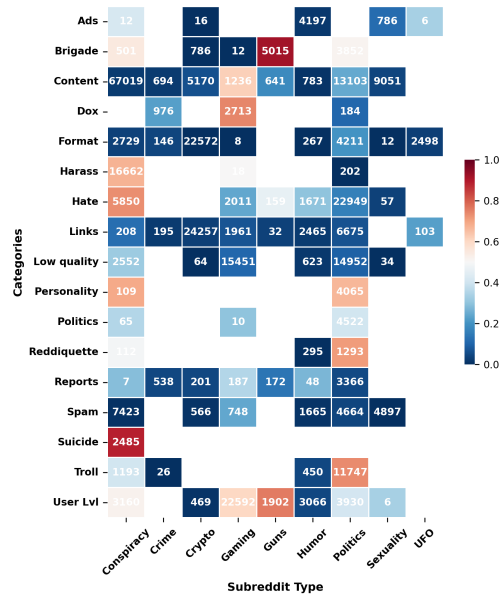 Ads 12 16 4197 786 6
Brigade 501 786 12 5015 3852
Content 67019 694 5170 1236 641 783 13103 9051
Dox 976 2713 184
Format 2729 146 22572 8 267 4211 12 2498
Harass 16662 18 202
Hate 5850 2011 159 1671 22949 57
Links 208 195 24257 1961 32 2465 6675 103
Low quality 2552 64 15451 623 14952 34
Personality 109 4065
Politics 65 10 4522
Reddiquette 112 295 1293
Reports 7 538 201 187 172 48 3366
Spam 7423 566 748 1665 4664 4897
Suicide 2485
Troll 1193 26 450 11747
User Lvl 3160 469 22592 1902 3066 3930 6
Conspiracy Crime Crypto Gaming Guns Humor Politics Sexuality UFO
Subreddit Type
Categories
1.0
0.8
0.6
0.4
0.2
0.0